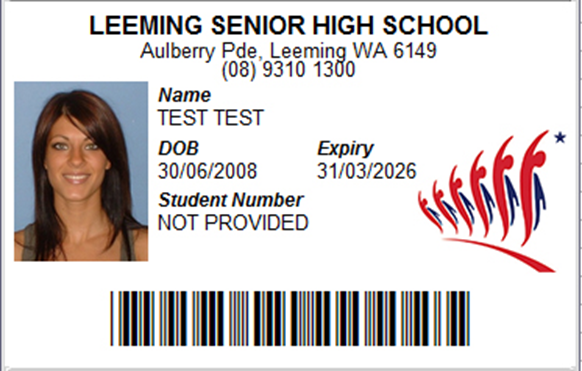 LEEMING SENIOR HIGH SCHOOL
Aulberry Pde, Leeming WA 6149
(08) 9310 1300
Name
TEST TEST
DOB Expiry
30/06/2008 31/03/2026
Student Number
NOT PROVIDED